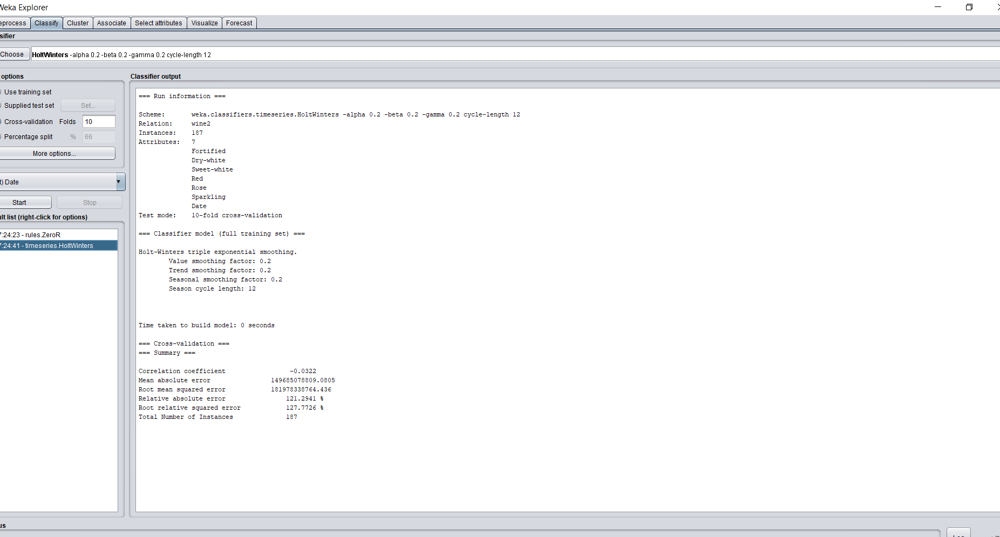 Weka Explorer
eprocess Classify Cluster Associate Select attributes Visualize Forecast
sifier
Choose HoltWinters -alpha 0.2 -beta 0.2 -gamma 0.2 cycle-length 12
options
Use training set
Supplied test set Set...
Cross-validation Folds 10
Percentage split % 66
More options...
t) Date
Start Stop
ult list (right-click for options)
7:24:23 - rules.ZeroR
7:24:41 - timeseries.HoltWinters
Classifier output
=== Run information ===
Scheme: weka.classifiers.timeseries.HoltWinters -alpha 0.2 -beta 0.2 -gamma 0.2 cycle-length 12
Relation: wine2
Instances: 187
Attributes: 7
Fortified
Dry-white
Sweet-white
Red
Rose
Sparkling
Date
Test mode: 10-fold cross-validation
=== Classifier model (full training set) ===
Holt-Winters triple exponential smoothing.
Value smoothing factor: 0.2
Trend smoothing factor: 0.2
Seasonal smoothing factor: 0.2
Season cycle length: 12
Time taken to build model: 0 seconds
=== Cross-validation ===
=== Summary ===
Correlation coefficient -0.0322
Mean absolute error 149685078809.0805
Root mean squared error 181978338764.436
Relative absolute error 121.2941 %
Root relative squared error 127.7726 %
Total Number of Instances 187
us